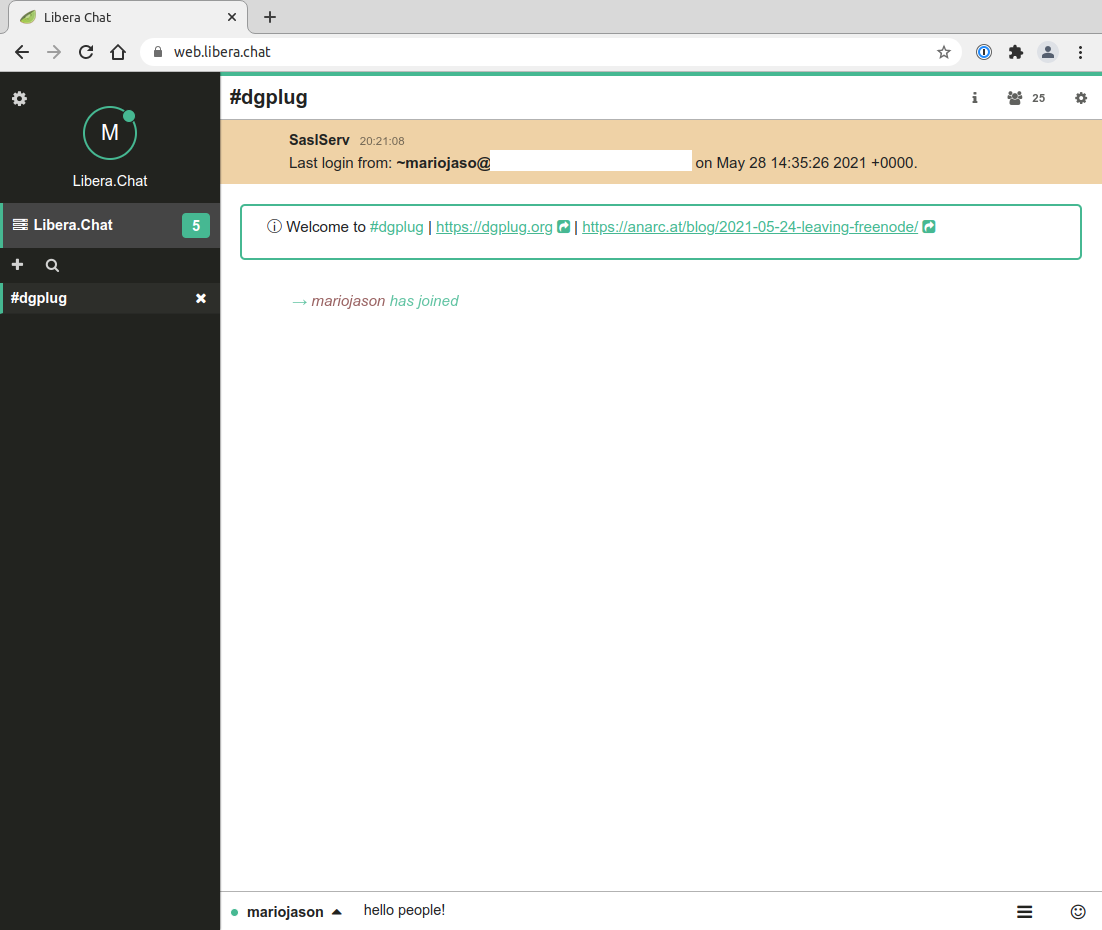 Libera Chat
web.libera.chat
M
Libera.Chat
Libera.Chat 5
#dgplug
#dgplug
25
SaslServ 20:21:08
Last login from: ~mariojaso@ on May 28 14:35:26 2021 +0000.
Welcome to #dgplug | https://dgplug.org | https://anarc.at/blog/2021-05-24-leaving-freenode/
→ mariojason has joined
mariojason hello people!